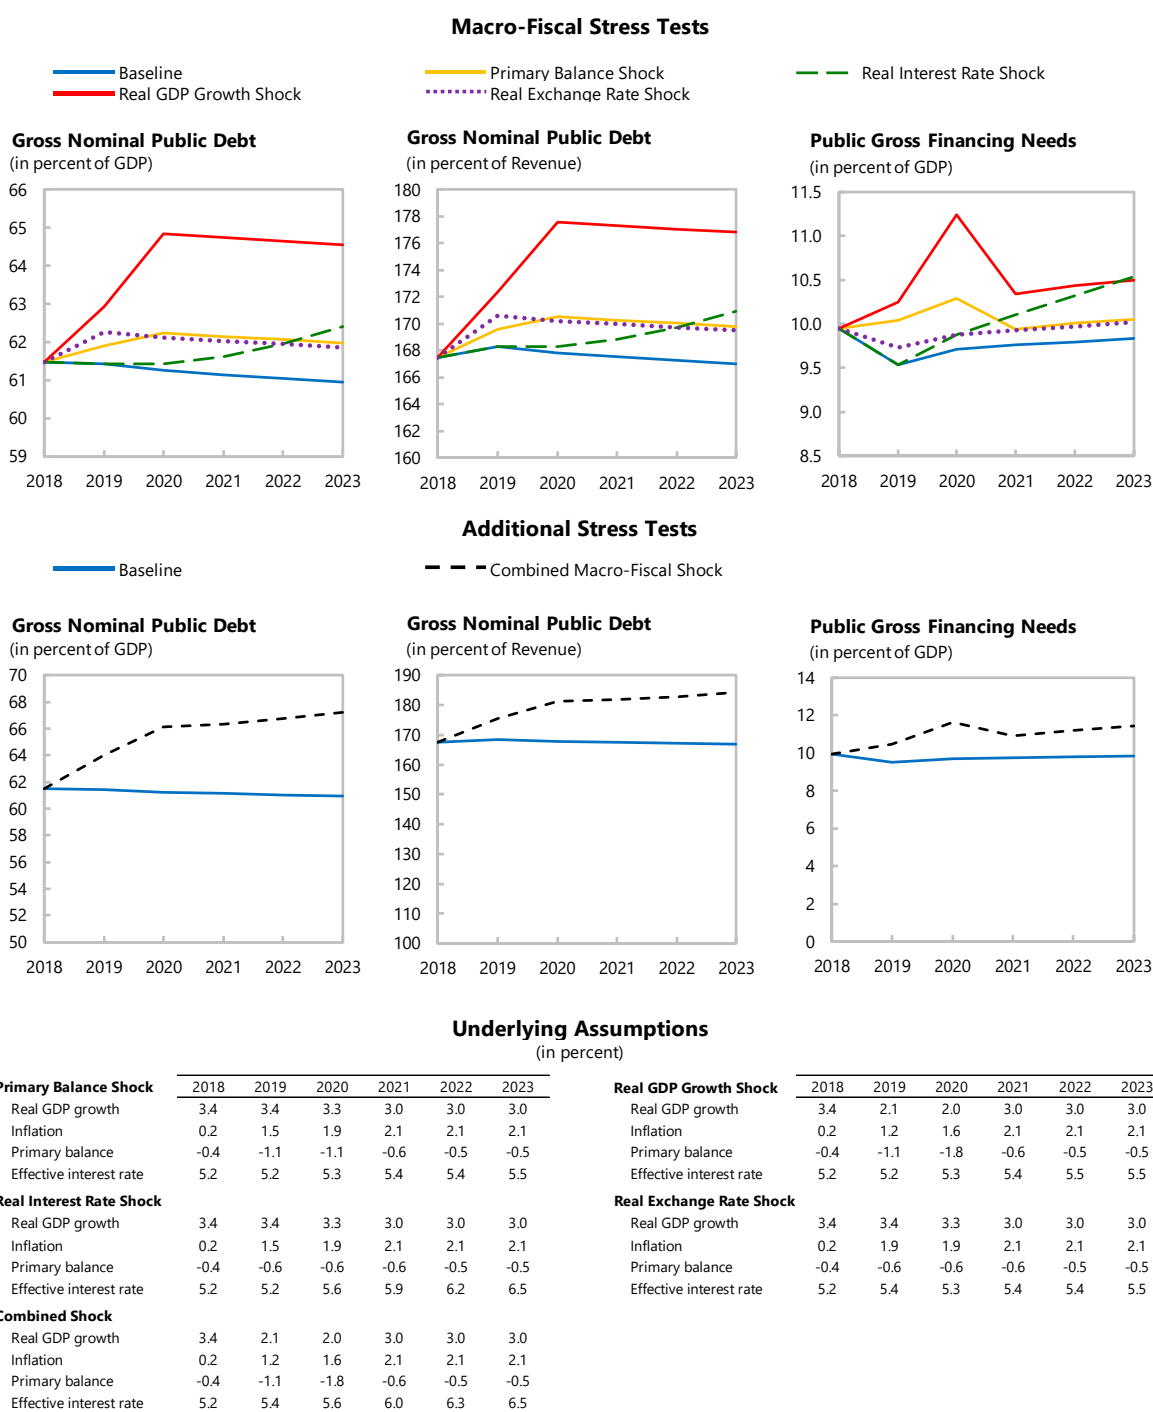 Macro-Fiscal Stress Tests
Baseline
Primary Balance Shock
Real Interest Rate Shock
Real GDP Growth Shock
Real Exchange Rate Shock
Gross Nominal Public Debt
(in percent of GDP)
66
65
64
63
62
61
60
59
2018 2019 2020 2021 2022 2023
Gross Nominal Public Debt
(in percent of Revenue)
180
178
176
174
172
170
168
166
164
162
160
2018 2019 2020 2021 2022 2023
Public Gross Financing Needs
(in percent of GDP)
11.5
11.0
10.5
10.0
9.5
9.0
8.5
2018 2019 2020 2021 2022 2023
Additional Stress Tests
Baseline
Combined Macro-Fiscal Shock
Gross Nominal Public Debt
(in percent of GDP)
70
68
66
64
62
60
58
56
54
52
50
2018 2019 2020 2021 2022 2023
Gross Nominal Public Debt
(in percent of Revenue)
190
180
170
160
150
140
130
120
110
100
2018 2019 2020 2021 2022 2023
Public Gross Financing Needs
(in percent of GDP)
14
12
10
8
6
4
2
0
2018 2019 2020 2021 2022 2023
Underlying Assumptions
(in percent)
Primary Balance Shock 2018 2019 2020 2021 2022 2023
Real GDP growth 3.4 3.4 3.3 3.0 3.0 3.0
Inflation 0.2 1.5 1.9 2.1 2.1 2.1
Primary balance -0.4 -1.1 -1.1 -0.6 -0.5 -0.5
Effective interest rate 5.2 5.2 5.3 5.4 5.4 5.5
Real Interest Rate Shock
Real GDP growth 3.4 3.4 3.3 3.0 3.0 3.0
Inflation 0.2 1.5 1.9 2.1 2.1 2.1
Primary balance -0.4 -0.6 -0.6 -0.6 -0.5 -0.5
Effective interest rate 5.2 5.2 5.6 5.9 6.2 6.5
Combined Shock
Real GDP growth 3.4 2.1 2.0 3.0 3.0 3.0
Inflation 0.2 1.2 1.6 2.1 2.1 2.1
Primary balance -0.4 -1.1 -1.8 -0.6 -0.5 -0.5
Effective interest rate 5.2 5.4 5.6 6.0 6.3 6.5
Real GDP Growth Shock 2018 2019 2020 2021 2022 2023
Real GDP growth 3.4 2.1 2.0 3.0 3.0 3.0
Inflation 0.2 1.2 1.6 2.1 2.1 2.1
Primary balance -0.4 -1.1 -1.8 -0.6 -0.5 -0.5
Effective interest rate 5.2 5.2 5.3 5.4 5.5 5.5
Real Exchange Rate Shock
Real GDP growth 3.4 3.4 3.3 3.0 3.0 3.0
Inflation 0.2 1.9 1.9 2.1 2.1 2.1
Primary balance -0.4 -0.6 -0.6 -0.6 -0.5 -0.5
Effective interest rate 5.2 5.4 5.3 5.4 5.4 5.5